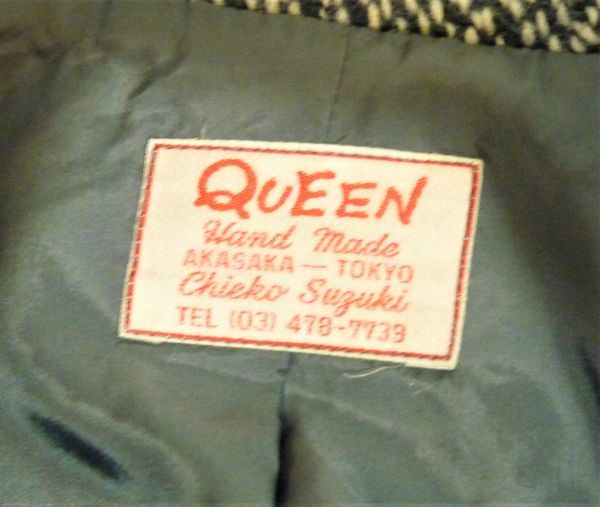 QUEEN
Hand Made
AKASAKA — TOKYO
Chieko Suzuki
TEL (03) 478-7739